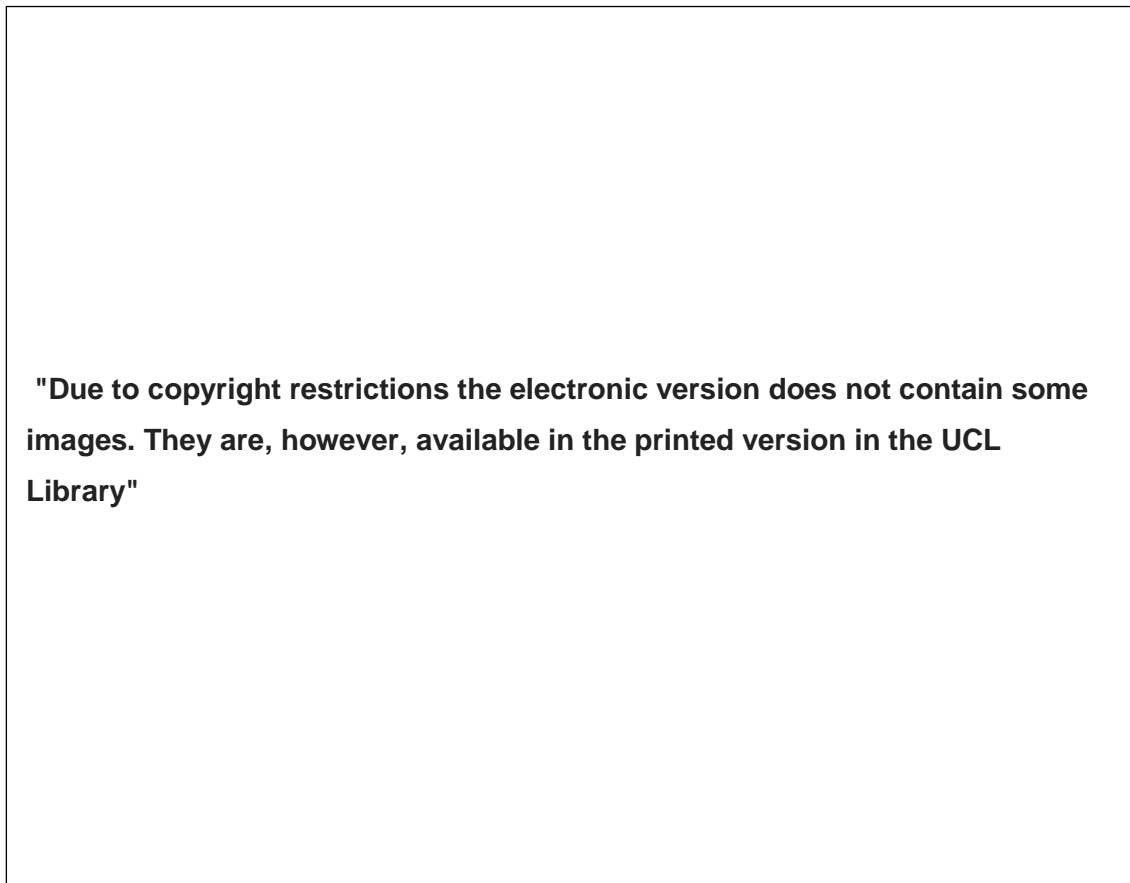 "Due to copyright restrictions the electronic version does not contain some
images. They are, however, available in the printed version in the UCL
Library"